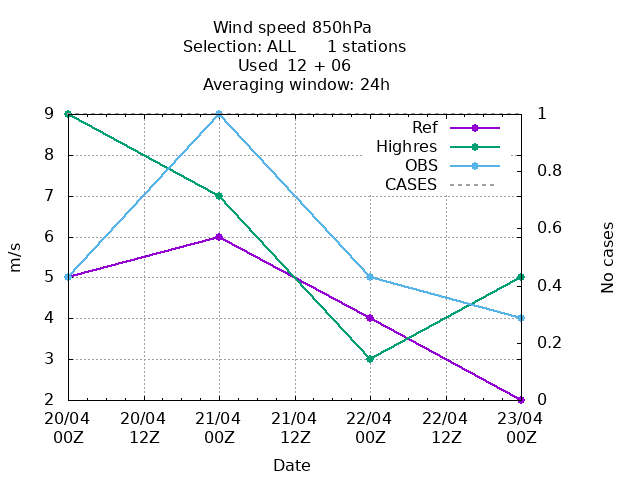 Wind speed 850hPa
Selection: ALL 1 stations
Used 12 + 06
Averaging window: 24h
9 1
Ref
Highres
OBS
CASES
8 0.8
7
6 0.6
m/s
No cases
5
0.4
4
3 0.2
2 0
20/04 20/04 21/04 21/04 22/04 22/04 23/04
00Z 12Z 00Z 12Z 00Z 12Z 00Z
Date